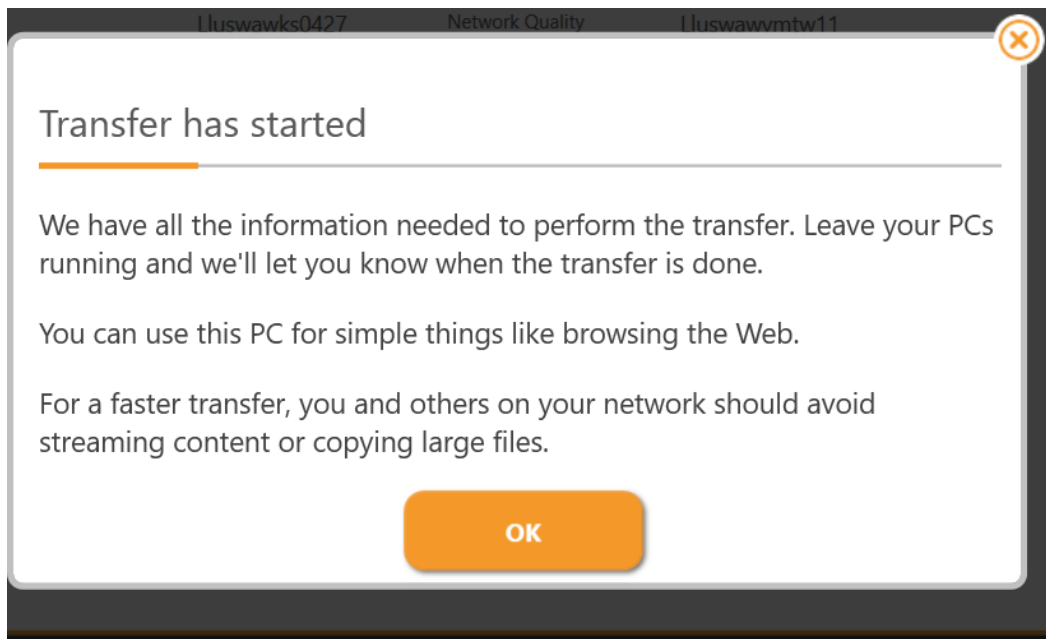 Lluswawks0427 Network Quality Lluswawvmtw11
Transfer has started
We have all the information needed to perform the transfer. Leave your PCs
running and we'll let you know when the transfer is done.
You can use this PC for simple things like browsing the Web.
For a faster transfer, you and others on your network should avoid
streaming content or copying large files.
OK